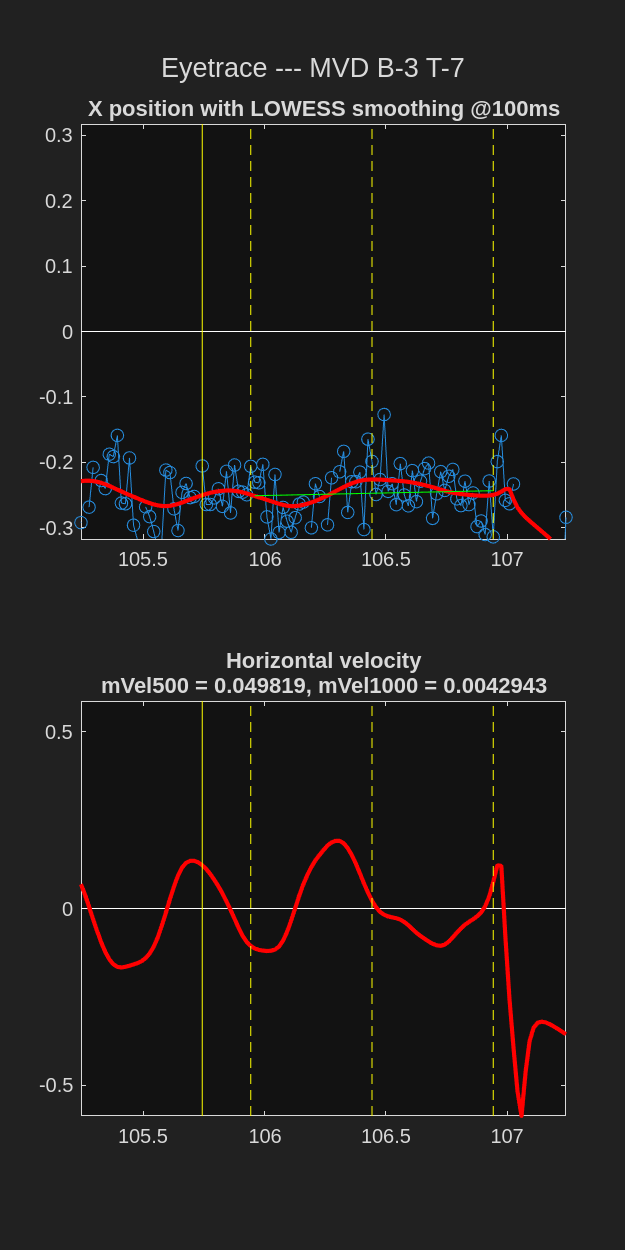 Eyetrace --- MVD B-3 T-7
X position with LOWESS smoothing @100ms
0.3
0.2
0.1
0
-0.1
-0.2
-0.3
105.5 106 106.5 107
Horizontal velocity
mVel500 = 0.049819, mVel1000 = 0.0042943
0.5
0
-0.5
105.5 106 106.5 107